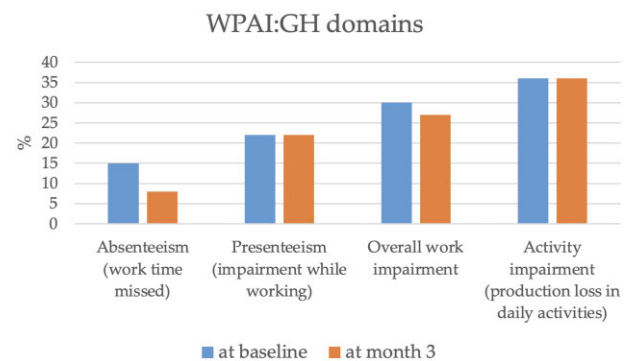 WPAI:GH domains
40
35
30
25
20
15
10
5
0
%
Absenteeism
(work time
missed)
Presenteeism
(impairment while
working)
Overall work
impairment
Activity
impairment
(production loss in
daily activities)
at baseline
at month 3